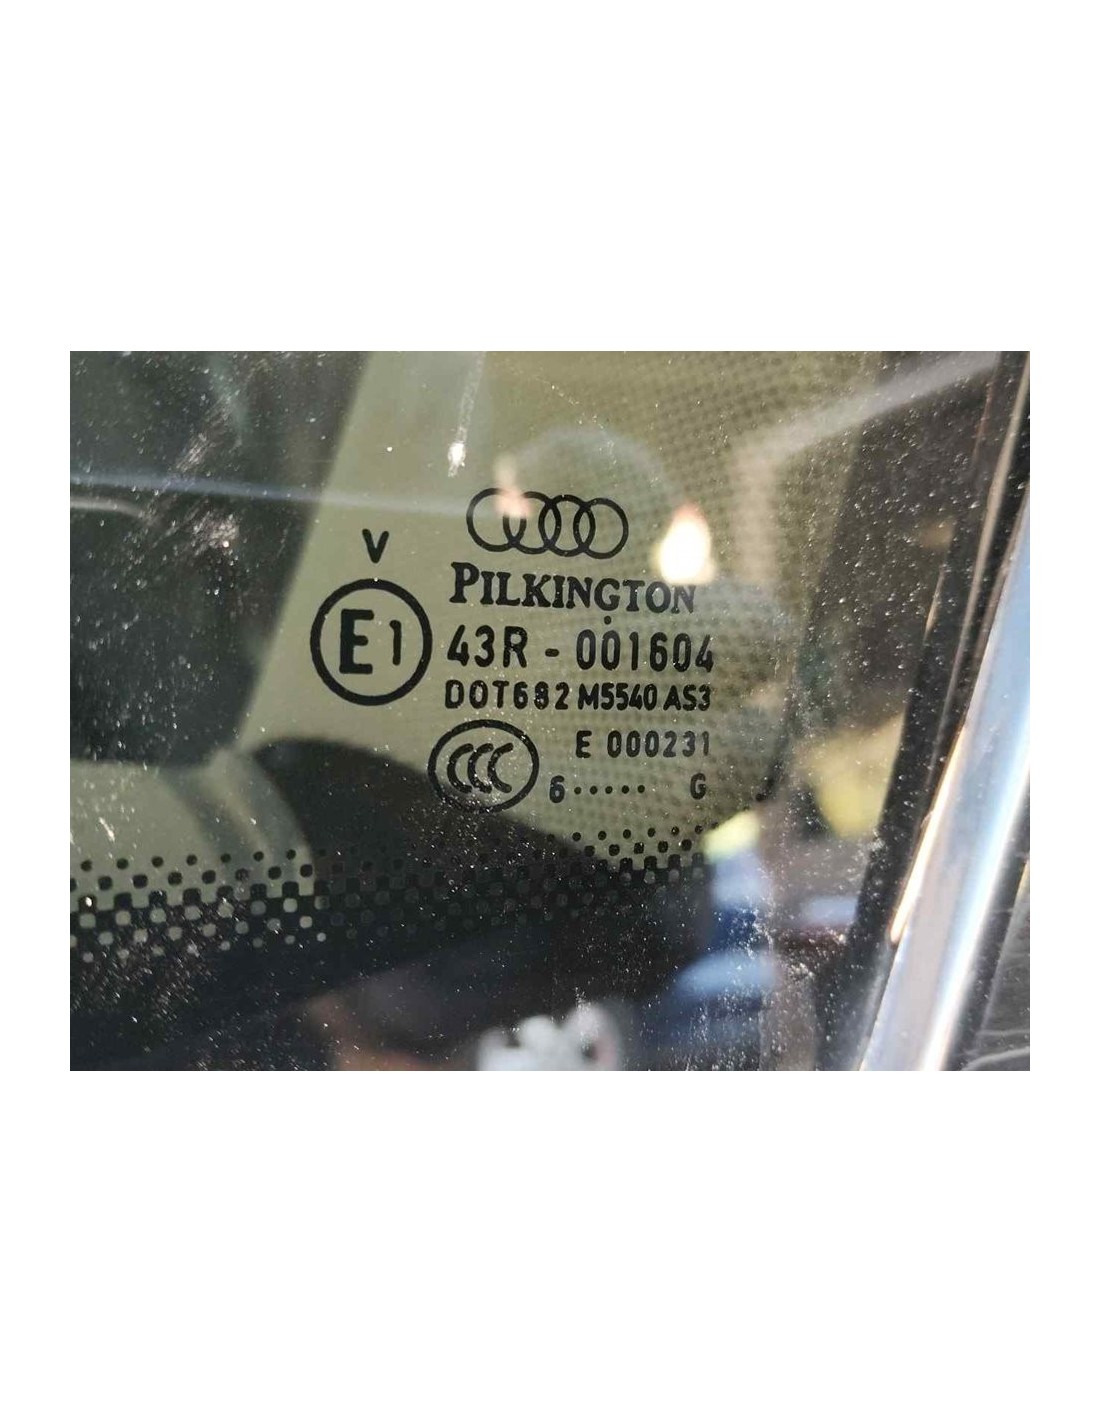 V
PILKINGTON
E1 43R - 001604
DOT682 M5540 AS3
CCC E 000231
6····· G